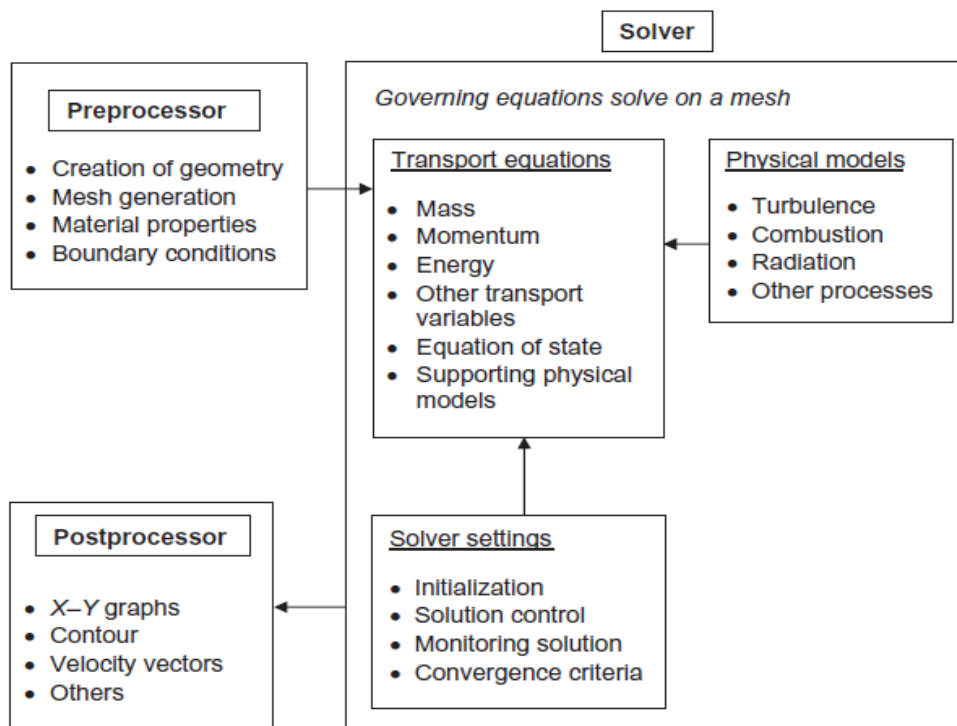 Solver
Preprocessor
• Creation of geometry
• Mesh generation
• Material properties
• Boundary conditions
Governing equations solve on a mesh
Transport equations
• Mass
• Momentum
• Energy
• Other transport
variables
• Equation of state
• Supporting physical
models
Physical models
• Turbulence
• Combustion
• Radiation
• Other processes
Postprocessor
• X–Y graphs
• Contour
• Velocity vectors
• Others
Solver settings
• Initialization
• Solution control
• Monitoring solution
• Convergence criteria